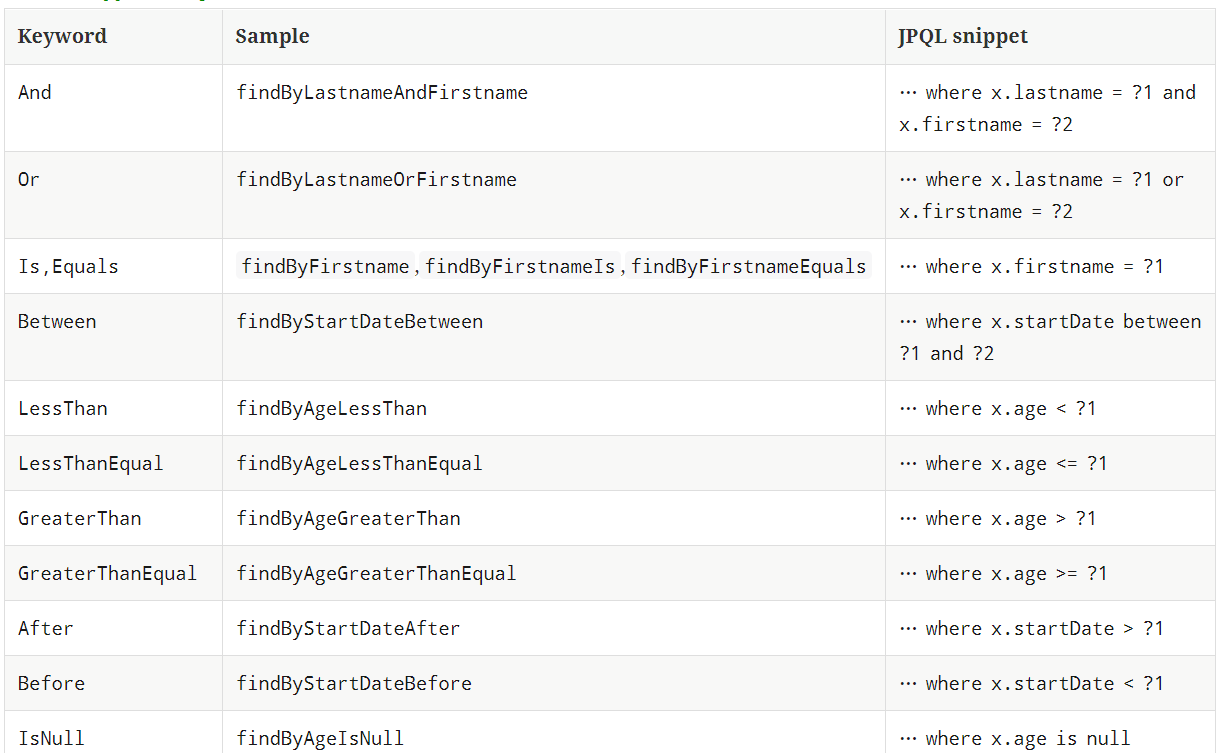 Keyword Sample JPQL snippet
And findByLastnameAndFirstname … where x.lastname = ?1 and
x.firstname = ?2
Or findByLastnameOrFirstname … where x.lastname = ?1 or
x.firstname = ?2
Is,Equals findByFirstname,findByFirstnameIs,findByFirstnameEquals … where x.firstname = ?1
Between findByStartDateBetween … where x.startDate between
?1 and ?2
LessThan findByAgeLessThan … where x.age < ?1
LessThanEqual findByAgeLessThanEqual … where x.age <= ?1
GreaterThan findByAgeGreaterThan … where x.age > ?1
GreaterThanEqual findByAgeGreaterThanEqual … where x.age >= ?1
After findByStartDateAfter … where x.startDate > ?1
Before findByStartDateBefore … where x.startDate < ?1
IsNull findByAgeIsNull … where x.age is null